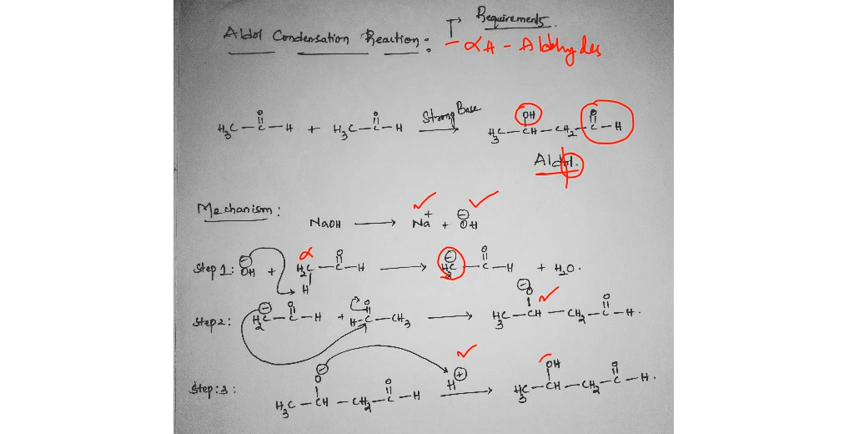 Requirements.
Aldol Condensation Reaction:
αA - Aldehydes
H₃C — C(=O) — H + H₃C — C(=O) — H ⟶ Strong Base H₃C — CH(OH) — CH₂ — C(=O) — H
Aldol.
Mechanism:
NaOH ⟶ Na⁺ + ⊖OH
Step 1: ⊖OH + H₂C(H) α — C(=O) — H ⟶ ⊖H₂C — C(=O) — H + H₂O.
Step 2: ⊖H₂C — C(=O) — H + H — C(=O) — CH₃ ⟶ H₃C — CH(O⊖) — CH₂ — C(=O) — H.
Step:3: H₃C — CH(O⊖) — CH₂ — C(=O) — H H⊕ ⟶ H₃C — CH(OH) — CH₂ — C(=O) — H.